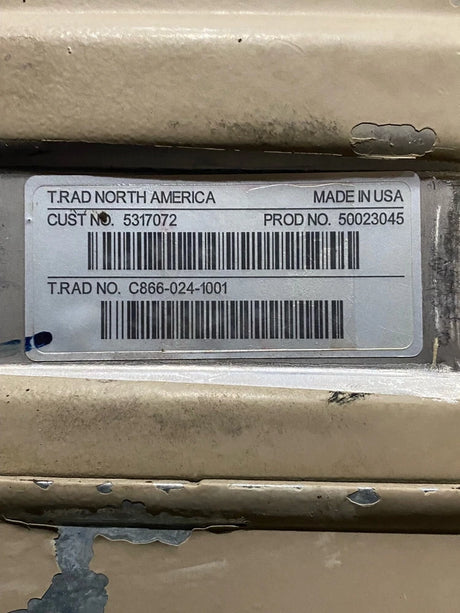 T.RAD NORTH AMERICA MADE IN USA
CUST NO. 5317072 PROD NO. 50023045
T.RAD NO. C866-024-1001